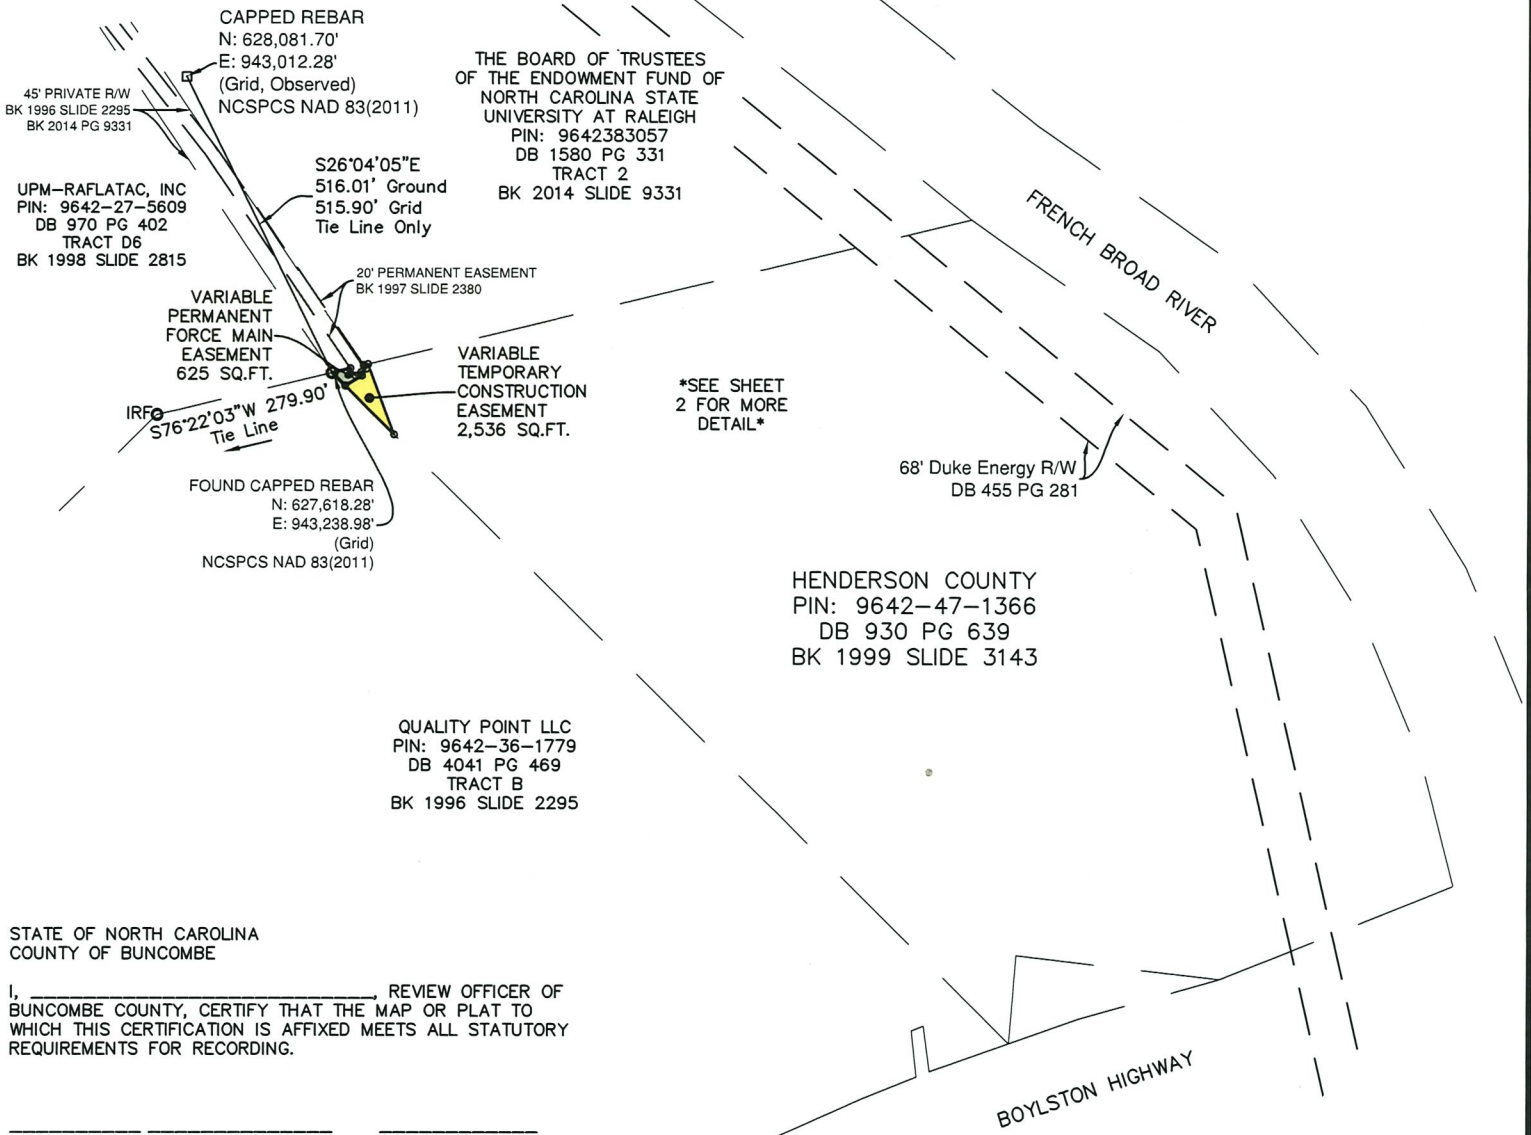 CAPPED REBAR
N: 628,081.70'
E: 943,012.28'
(Grid, Observed)
NCSPCS NAD 83(2011)
45' PRIVATE R/W
BK 1996 SLIDE 2295
BK 2014 PG 9331
THE BOARD OF TRUSTEES
OF THE ENDOWMENT FUND OF
NORTH CAROLINA STATE
UNIVERSITY AT RALEIGH
PIN: 9642383057
DB 1580 PG 331
TRACT 2
BK 2014 SLIDE 9331
S26°04'05"E
516.01' Ground
515.90' Grid
Tie Line Only
UPM-RAFLATAC, INC
PIN: 9642-27-5609
DB 970 PG 402
TRACT D6
BK 1998 SLIDE 2815
FRENCH BROAD RIVER
20' PERMANENT EASEMENT
BK 1997 SLIDE 2380
VARIABLE
PERMANENT
FORCE MAIN
EASEMENT
625 SQ.FT.
VARIABLE
TEMPORARY
CONSTRUCTION
EASEMENT
2,536 SQ.FT.
*SEE SHEET
2 FOR MORE
DETAIL*
IRF
S76°22'03"W 279.90'
Tie Line
68' Duke Energy R/W
DB 455 PG 281
FOUND CAPPED REBAR
N: 627,618.28'
E: 943,238.98'
(Grid)
NCSPCS NAD 83(2011)
HENDERSON COUNTY
PIN: 9642-47-1366
DB 930 PG 639
BK 1999 SLIDE 3143
QUALITY POINT LLC
PIN: 9642-36-1779
DB 4041 PG 469
TRACT B
BK 1996 SLIDE 2295
STATE OF NORTH CAROLINA
COUNTY OF BUNCOMBE
I, __________________________, REVIEW OFFICER OF
BUNCOMBE COUNTY, CERTIFY THAT THE MAP OR PLAT TO
WHICH THIS CERTIFICATION IS AFFIXED MEETS ALL STATUTORY
REQUIREMENTS FOR RECORDING.
BOYLSTON HIGHWAY